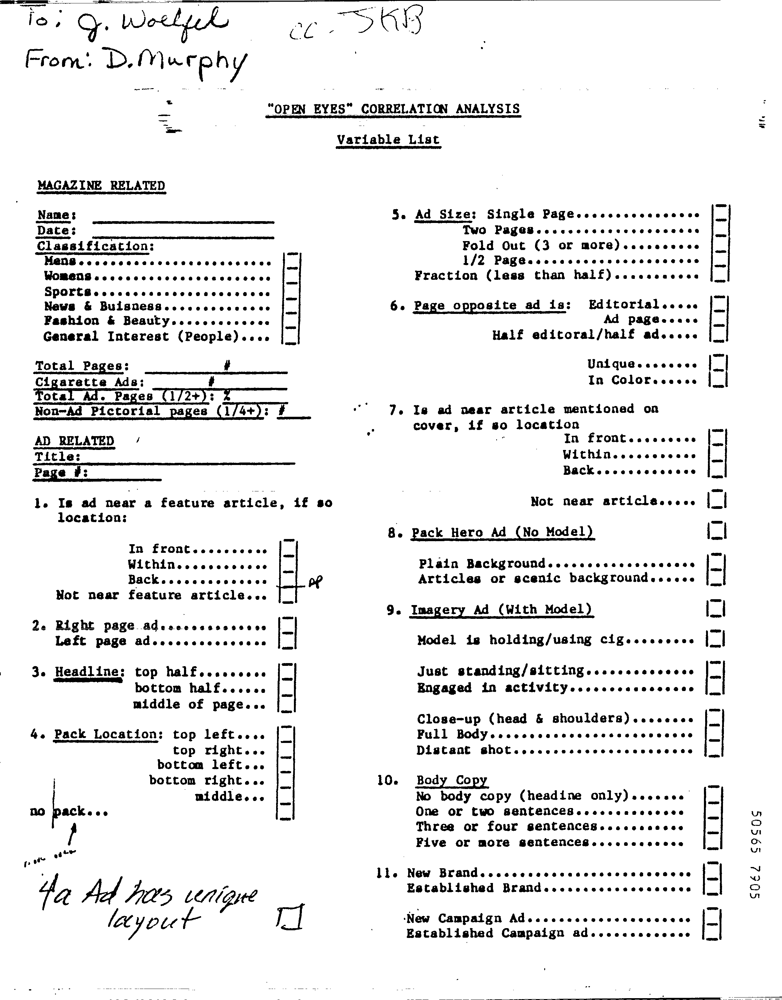 To: J. Woelfel cc. JKB
From: D. Murphy
"OPEN EYES" CORRELATION ANALYSIS
Variable List
MAGAZINE RELATED
Name:
Date:
Classification:
Mens........................
Womens......................
Sports......................
News & Buisness.............
Fashion & Beauty............
General Interest (People)....
Total Pages: #
Cigarette Ads: #
Total Ad. Pages (1/2+): %
Non-Ad Pictorial pages (1/4+): #
AD RELATED
Title:
Page #:
1. Is ad near a feature article, if so
location:
In front..........
Within............
Back..............
Not near feature article...
2. Right page ad..............
Left page ad...............
3. Headline: top half.........
bottom half......
middle of page...
4. Pack Location: top left....
top right...
bottom left...
bottom right...
middle...
no pack...
4a Ad has unique
layout
5. Ad Size: Single Page................
Two Pages.......................
Fold Out (3 or more)..........
1/2 Page.....................
Fraction (less than half)...........
6. Page opposite ad is: Editorial.....
Ad page.....
Half editoral/half ad.....
Unique........
In Color......
7. Is ad near article mentioned on
cover, if so location
In front.........
Within...........
Back.............
Not near article.....
8. Pack Hero Ad (No Model)
Plain Background...................
Articles or scenic background......
9. Imagery Ad (With Model)
Model is holding/using cig.........
Just standing/sitting.............
Engaged in activity................
Close-up (head & shoulders)........
Full Body..........................
Distant shot.......................
10. Body Copy
No body copy (headine only).......
One or two sentences..............
Three or four sentences...........
Five or more sentences............
11. New Brand..........................
Established Brand..................
New Campaign Ad....................
Established Campaign ad.............
50565 7905